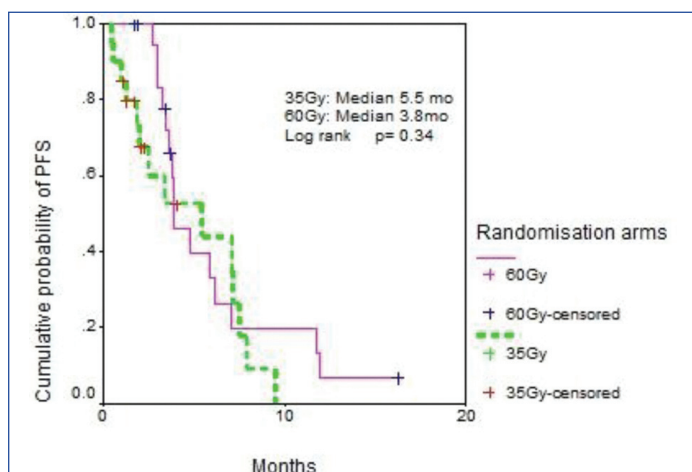 1.0
.8
.6
.4
.2
0.0
Cumulative probability of PFS
35Gy: Median 5.5 mo
60Gy: Median 3.8mo
Log rank p= 0.34
0
10
20
Months
Randomisation arms
60Gy
60Gy-censored
35Gy
35Gy-censored